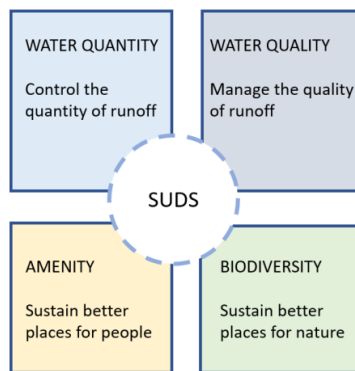 WATER QUANTITY
Control the
quantity of runoff
WATER QUALITY
Manage the quality
of runoff
SUDS
AMENITY
Sustain better
places for people
BIODIVERSITY
Sustain better
places for nature